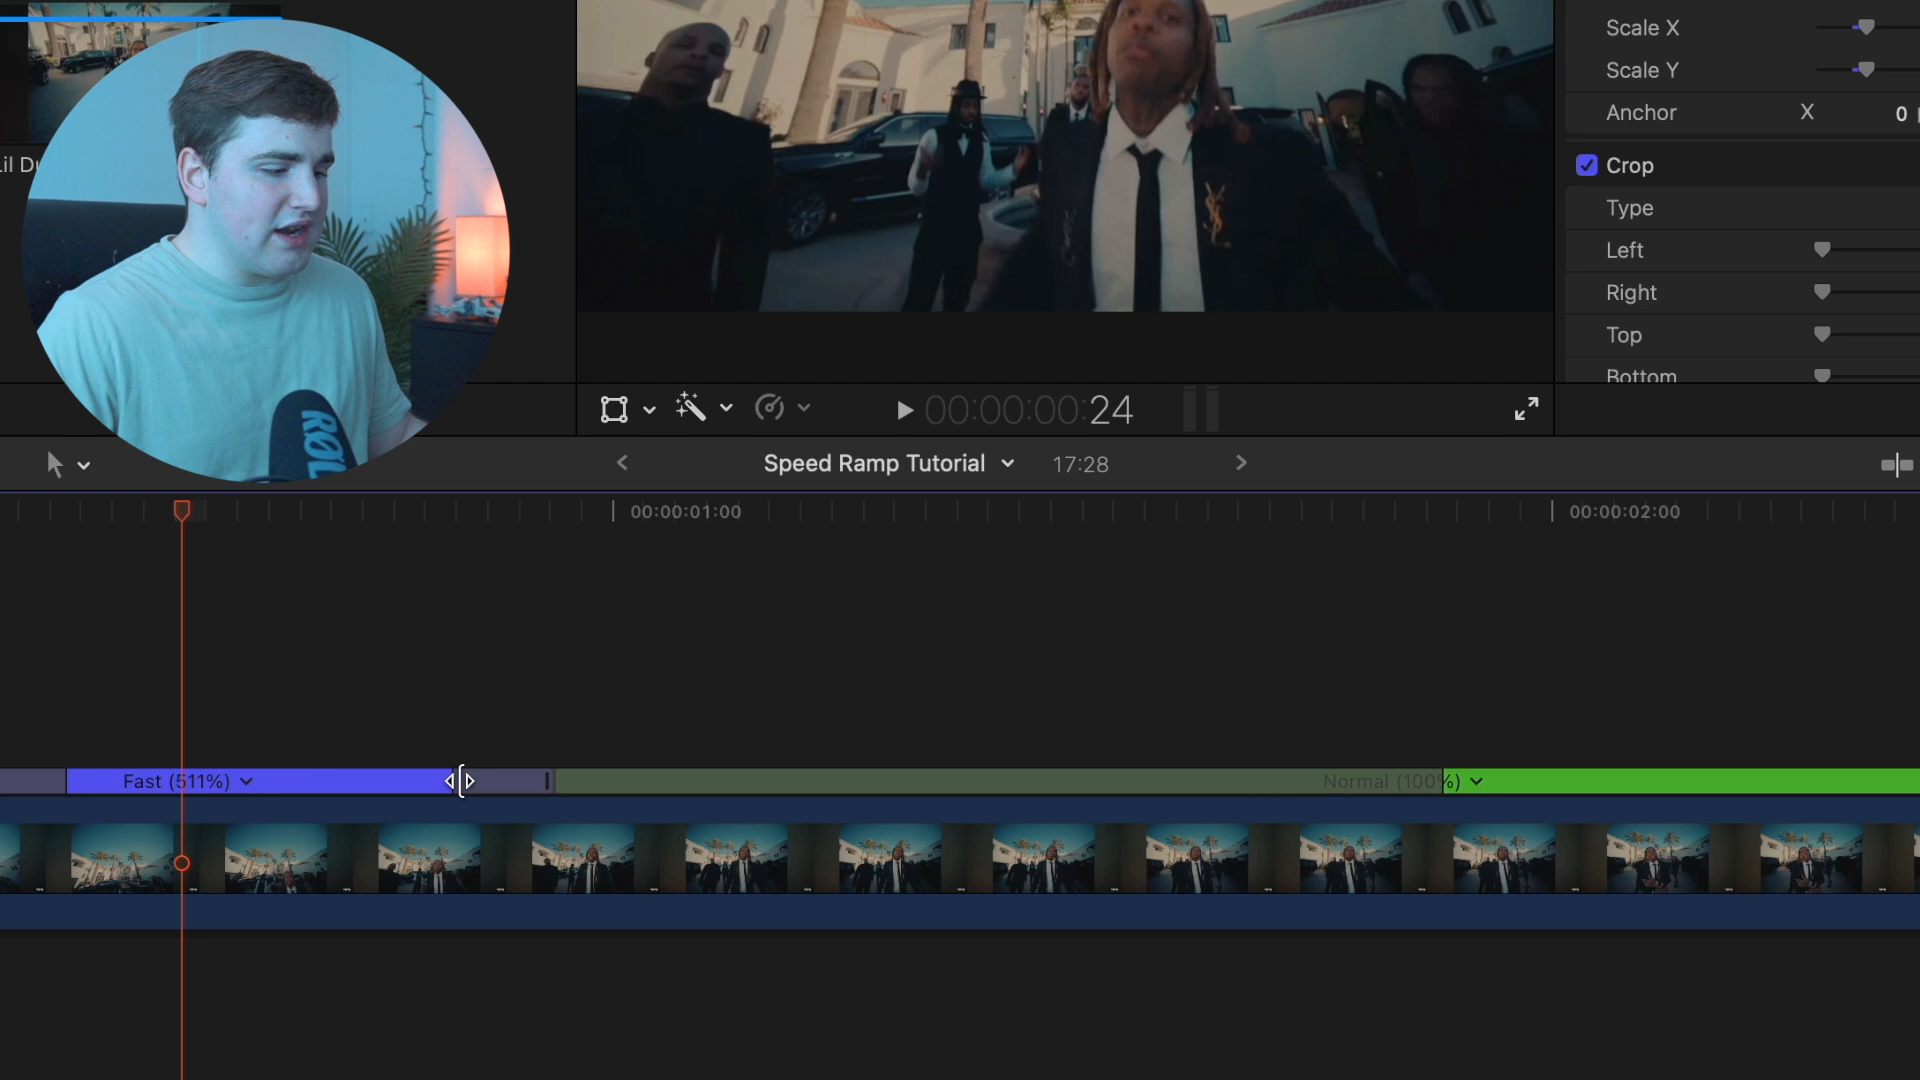 Scale X
Scale Y
Anchor X 0
Crop
Type
Left
Right
Top
Bottom
Lil Du
RØD
00:00:00:24
Speed Ramp Tutorial 17:28
00:00:01:00 00:00:02:00
Fast (511%) Normal (100%)